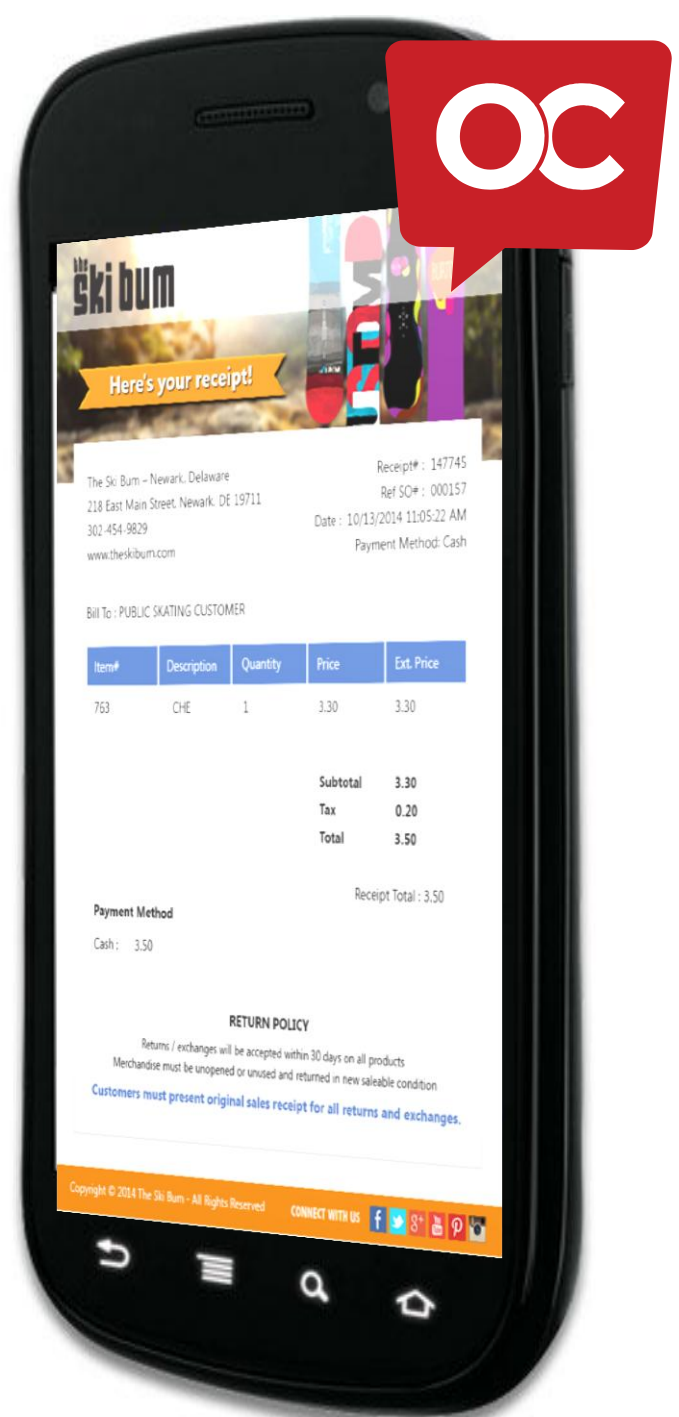 OC
the
ski bum
Here's your receipt!
The Ski Bum – Newark, Delaware
218 East Main Street, Newark, DE 19711
302-454-9829
www.theskibum.com
Receipt# : 147745
Ref SO# : 000157
Date : 10/13/2014 11:05:22 AM
Payment Method: Cash
Bill To : PUBLIC SKATING CUSTOMER
Item# Description Quantity Price Ext. Price
763 CHE 1 3.30 3.30
Subtotal 3.30
Tax 0.20
Total 3.50
Receipt Total : 3.50
Payment Method
Cash : 3.50
RETURN POLICY
Returns / exchanges will be accepted within 30 days on all products
Merchandise must be unopened or unused and returned in new saleable condition
Customers must present original sales receipt for all returns and exchanges.
Copyright © 2014 The Ski Bum - All Rights Reserved CONNECT WITH US